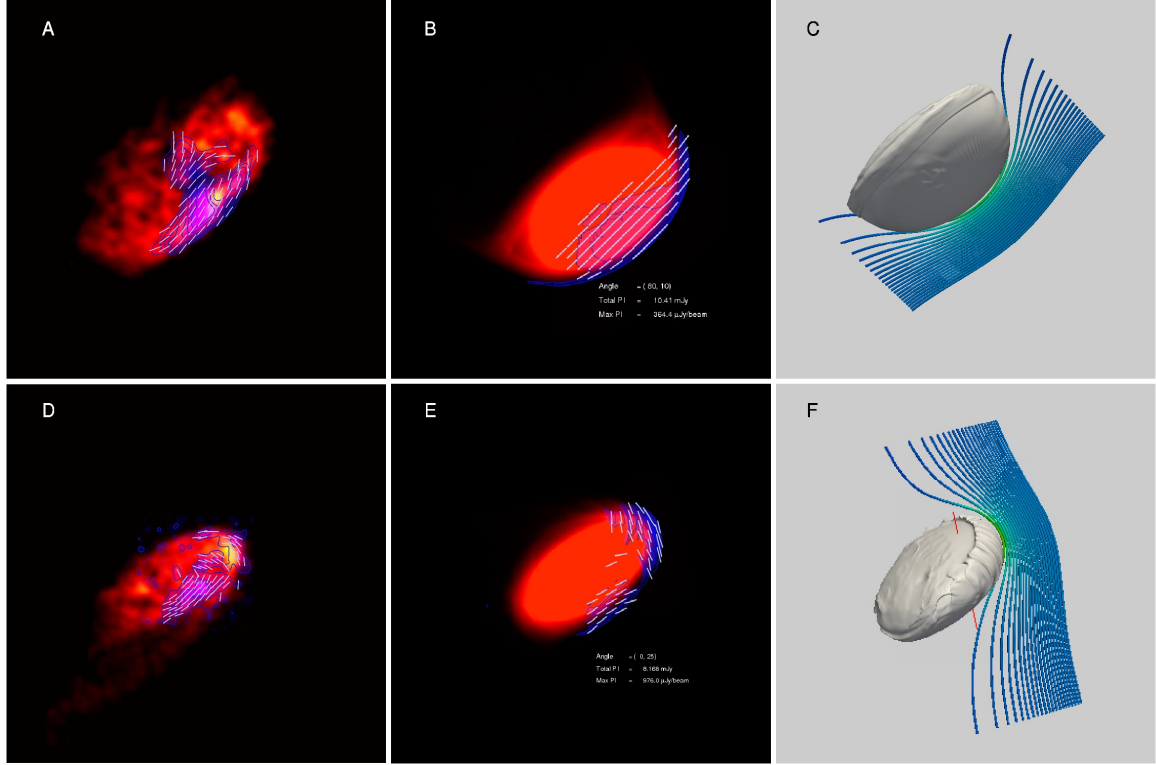 A
B
C
Angle = ( 80, 10)
Total PI = 10.41 mJy
Max PI = 364.4 μJy/beam
D
E
F
Angle = ( 0, 25)
Total PI = 8.168 mJy
Max PI = 976.0 μJy/beam